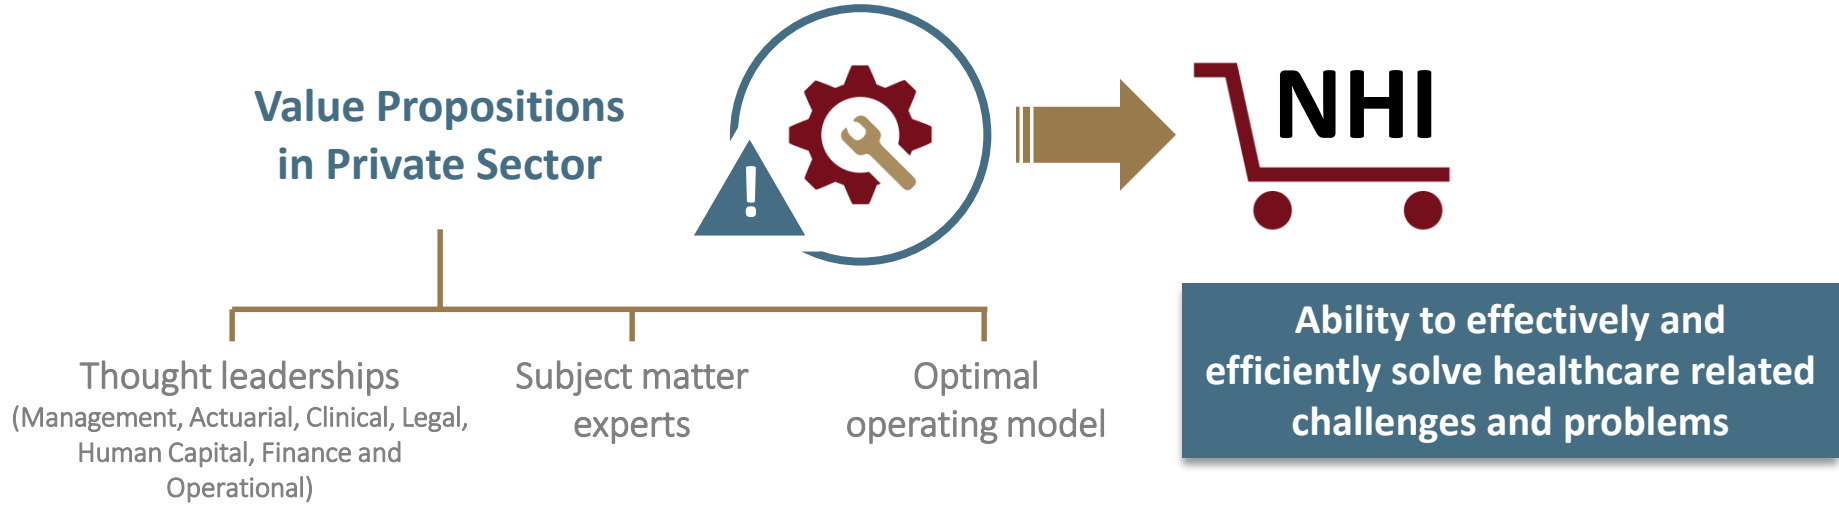 Value Propositions
in Private Sector
!
NHI
Thought leaderships
(Management, Actuarial, Clinical, Legal,
Human Capital, Finance and
Operational)
Subject matter
experts
Optimal
operating model
Ability to effectively and
efficiently solve healthcare related
challenges and problems